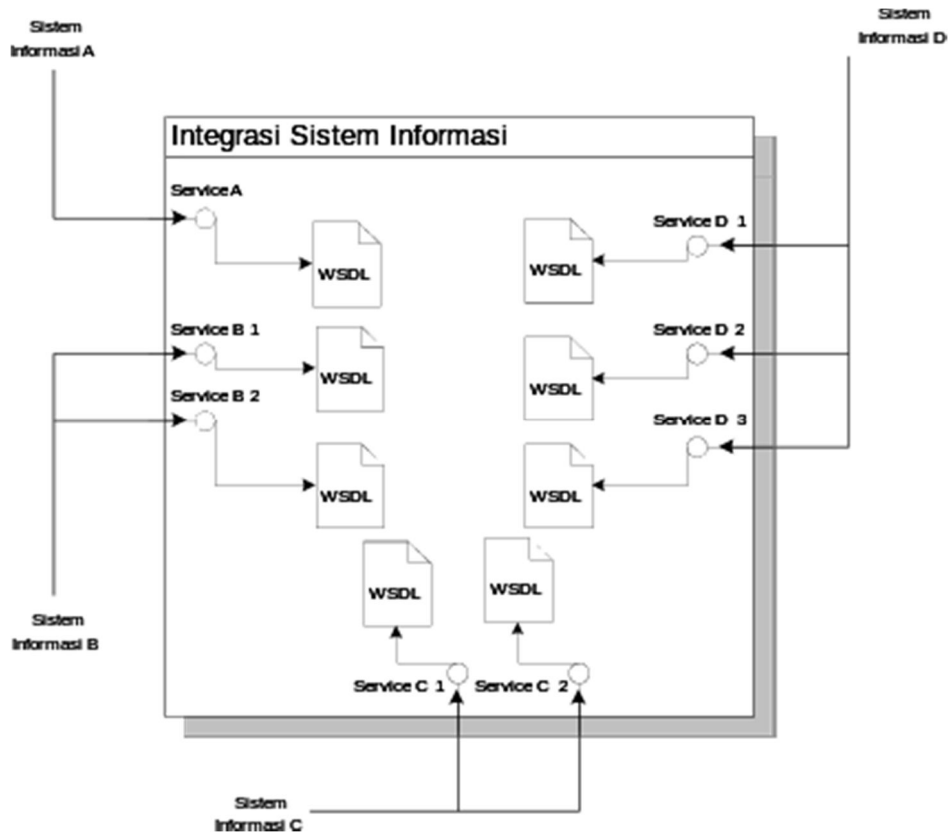 Sistem
Informasi A
Sistem
Informasi D
Integrasi Sistem Informasi
Service A
WSDL
Service D 1
WSDL
Service B 1
WSDL
Service D 2
WSDL
Service B 2
WSDL
Service D 3
WSDL
WSDL
WSDL
Service C 1
Service C 2
Sistem
Informasi B
Sistem
Informasi C